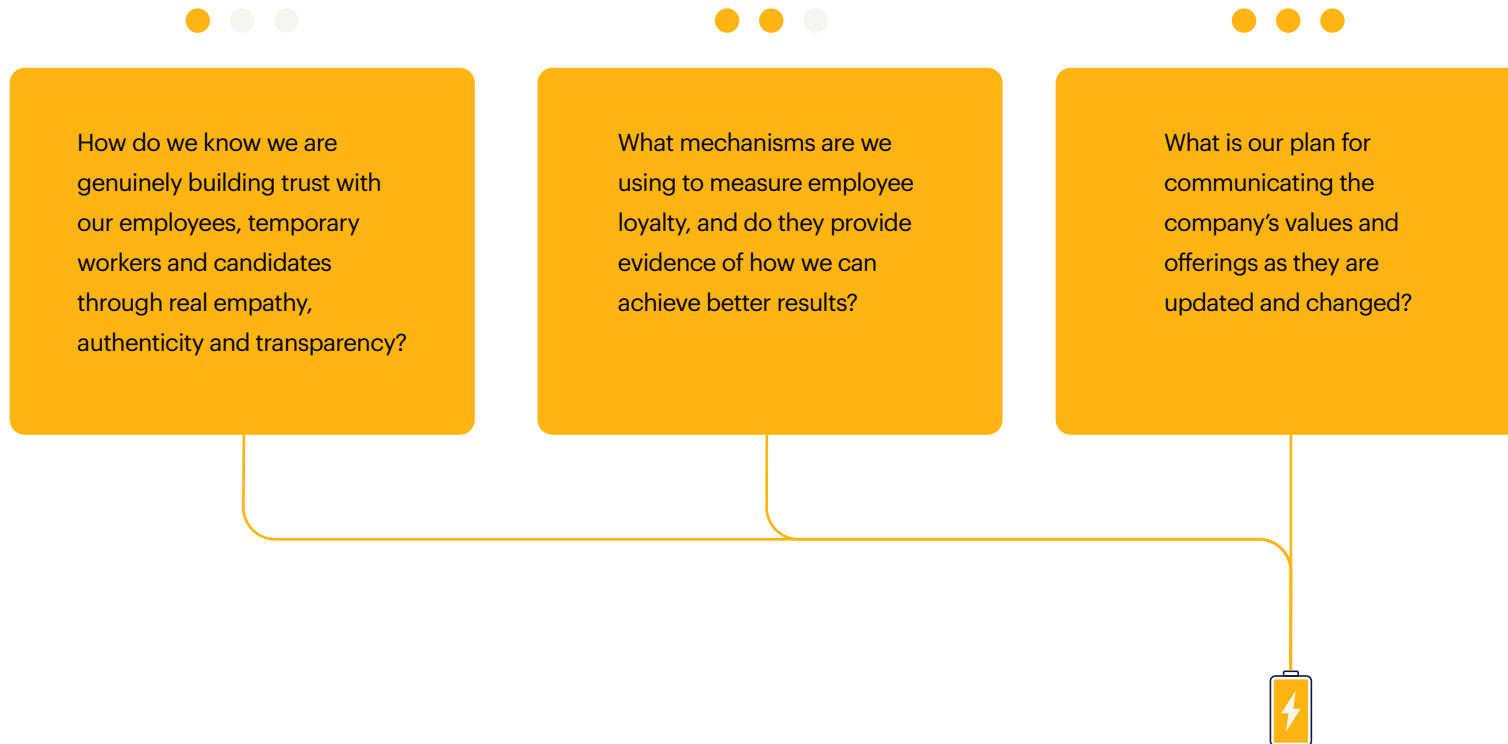 How do we know we are
genuinely building trust with
our employees, temporary
workers and candidates
through real empathy,
authenticity and transparency?
What mechanisms are we
using to measure employee
loyalty, and do they provide
evidence of how we can
achieve better results?
What is our plan for
communicating the
company’s values and
offerings as they are
updated and changed?